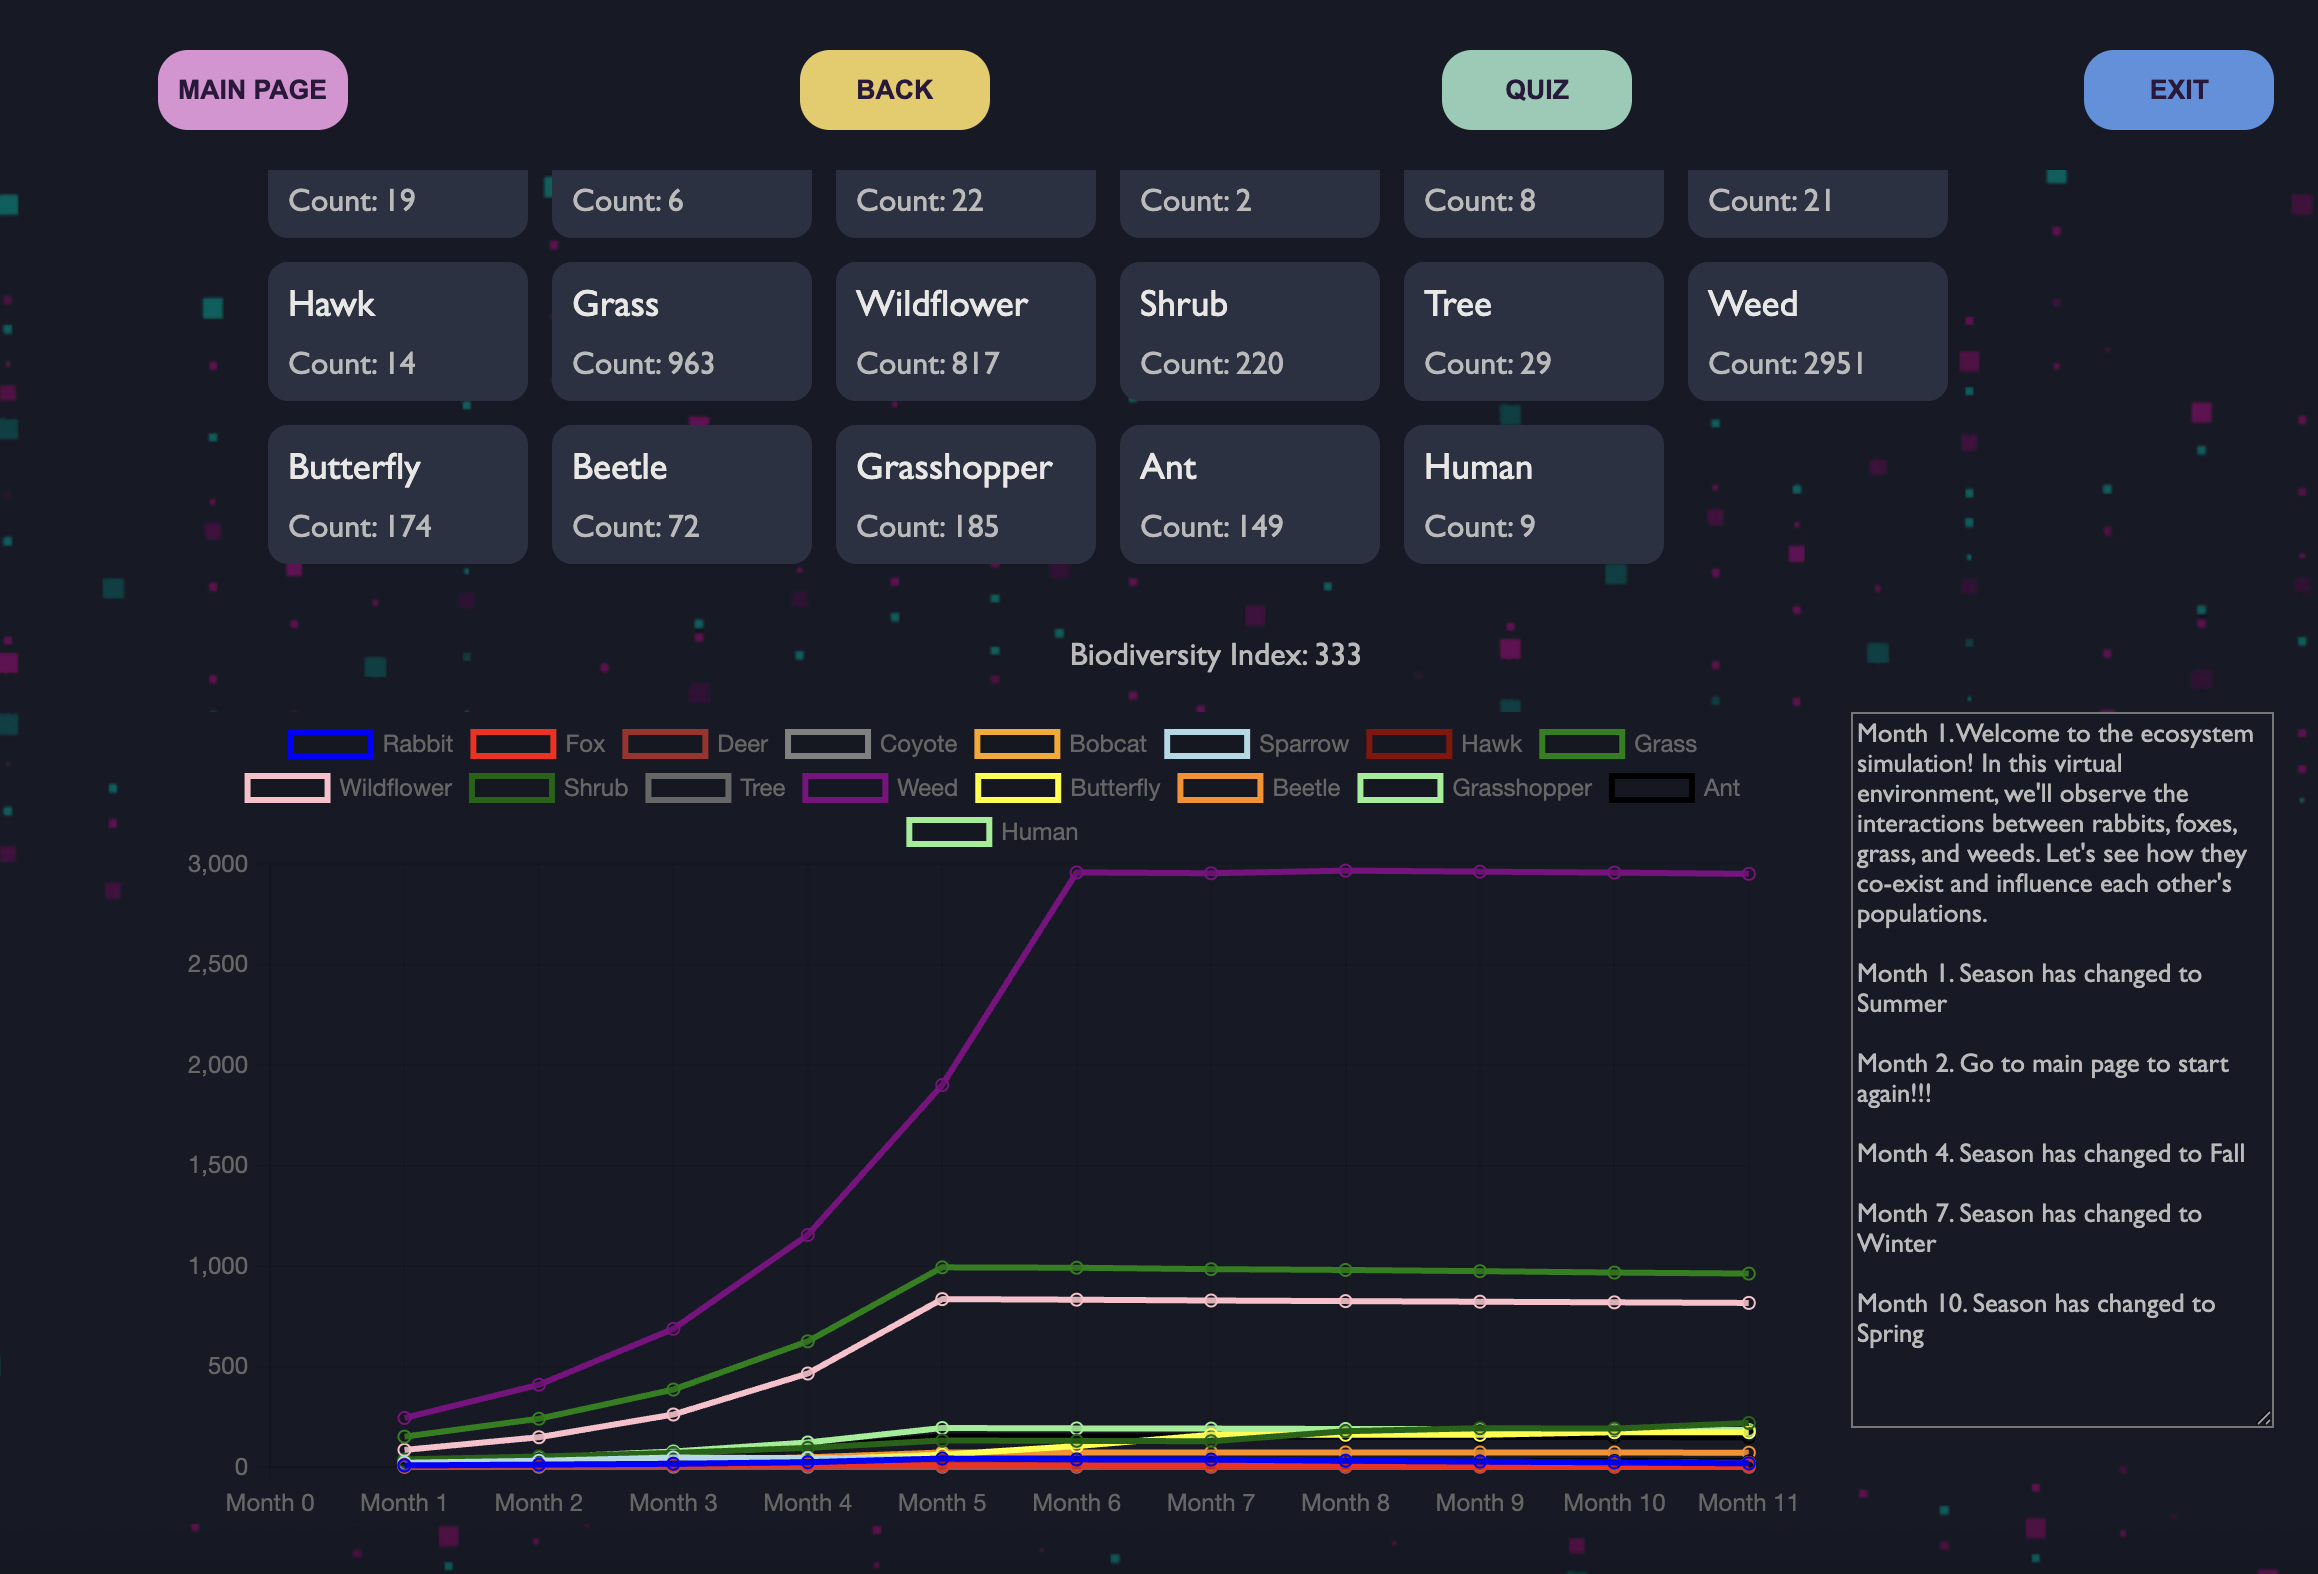 MAIN PAGE BACK QUIZ EXIT
Count: 19 Count: 6 Count: 22 Count: 2 Count: 8 Count: 21
Hawk Grass Wildflower Shrub Tree Weed
Count: 14 Count: 963 Count: 817 Count: 220 Count: 29 Count: 2951
Butterfly Beetle Grasshopper Ant Human
Count: 174 Count: 72 Count: 185 Count: 149 Count: 9
Biodiversity Index: 333
Rabbit Fox Deer Coyote Bobcat Sparrow Hawk Grass
Wildflower Shrub Tree Weed Butterfly Beetle Grasshopper Ant
Human
3,000
2,500
2,000
1,500
1,000
500
0
Month 0 Month 1 Month 2 Month 3 Month 4 Month 5 Month 6 Month 7 Month 8 Month 9 Month 10 Month 11
Month 1. Welcome to the ecosystem
simulation! In this virtual
environment, we'll observe the
interactions between rabbits, foxes,
grass, and weeds. Let's see how they
co-exist and influence each other's
populations.
Month 1. Season has changed to
Summer
Month 2. Go to main page to start
again!!!
Month 4. Season has changed to Fall
Month 7. Season has changed to
Winter
Month 10. Season has changed to
Spring